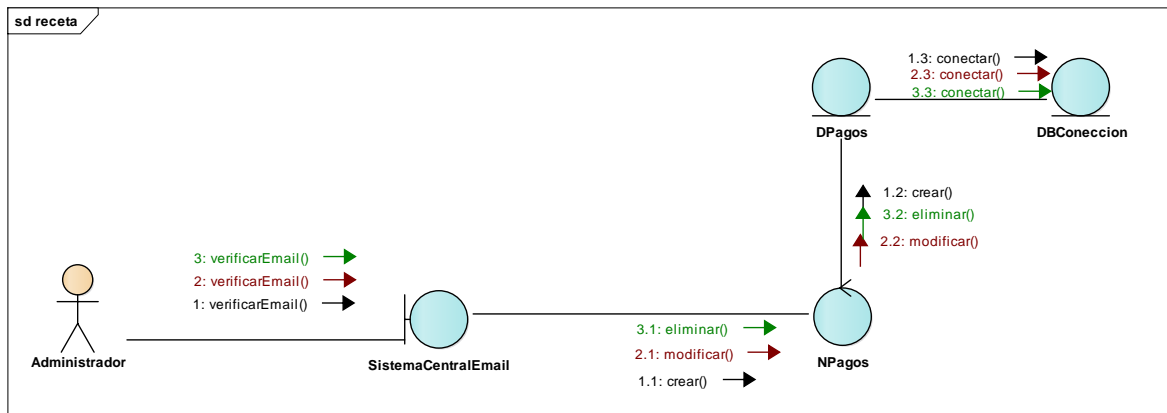 sd receta
1.3: conectar()
2.3: conectar()
3.3: conectar()
DPagos
DBConeccion
1.2: crear()
3.2: eliminar()
2.2: modificar()
3: verificarEmail()
2: verificarEmail()
1: verificarEmail()
Administrador
SistemaCentralEmail
3.1: eliminar()
2.1: modificar()
1.1: crear()
NPagos